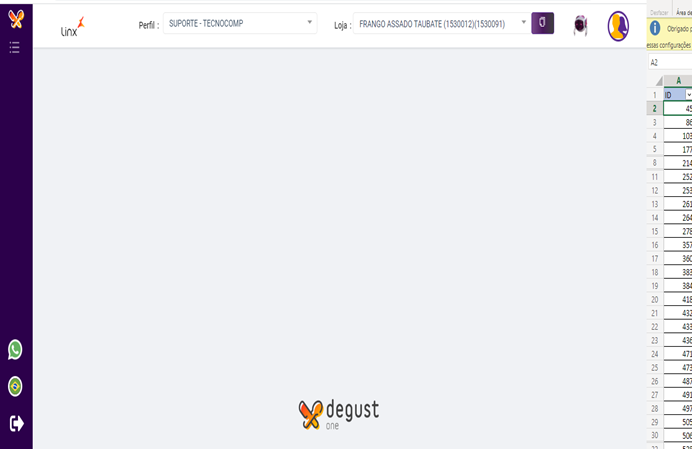 linx
Perfil :
SUPORTE - TECNOCOMP
Loja :
FRANGO ASSADO TAUBATE (1530012)(1530091)
degust
one
Desfazer
Área de
Obrigado p
essas configurações
A2
A
1 ID
2 45
3 86
4 103
5 177
8 214
11 252
12 253
13 261
14 264
15 278
16 357
17 360
18 383
19 384
20 418
21 432
22 433
23 436
24 471
25 473
26 487
27 491
28 497
29 505
30 506